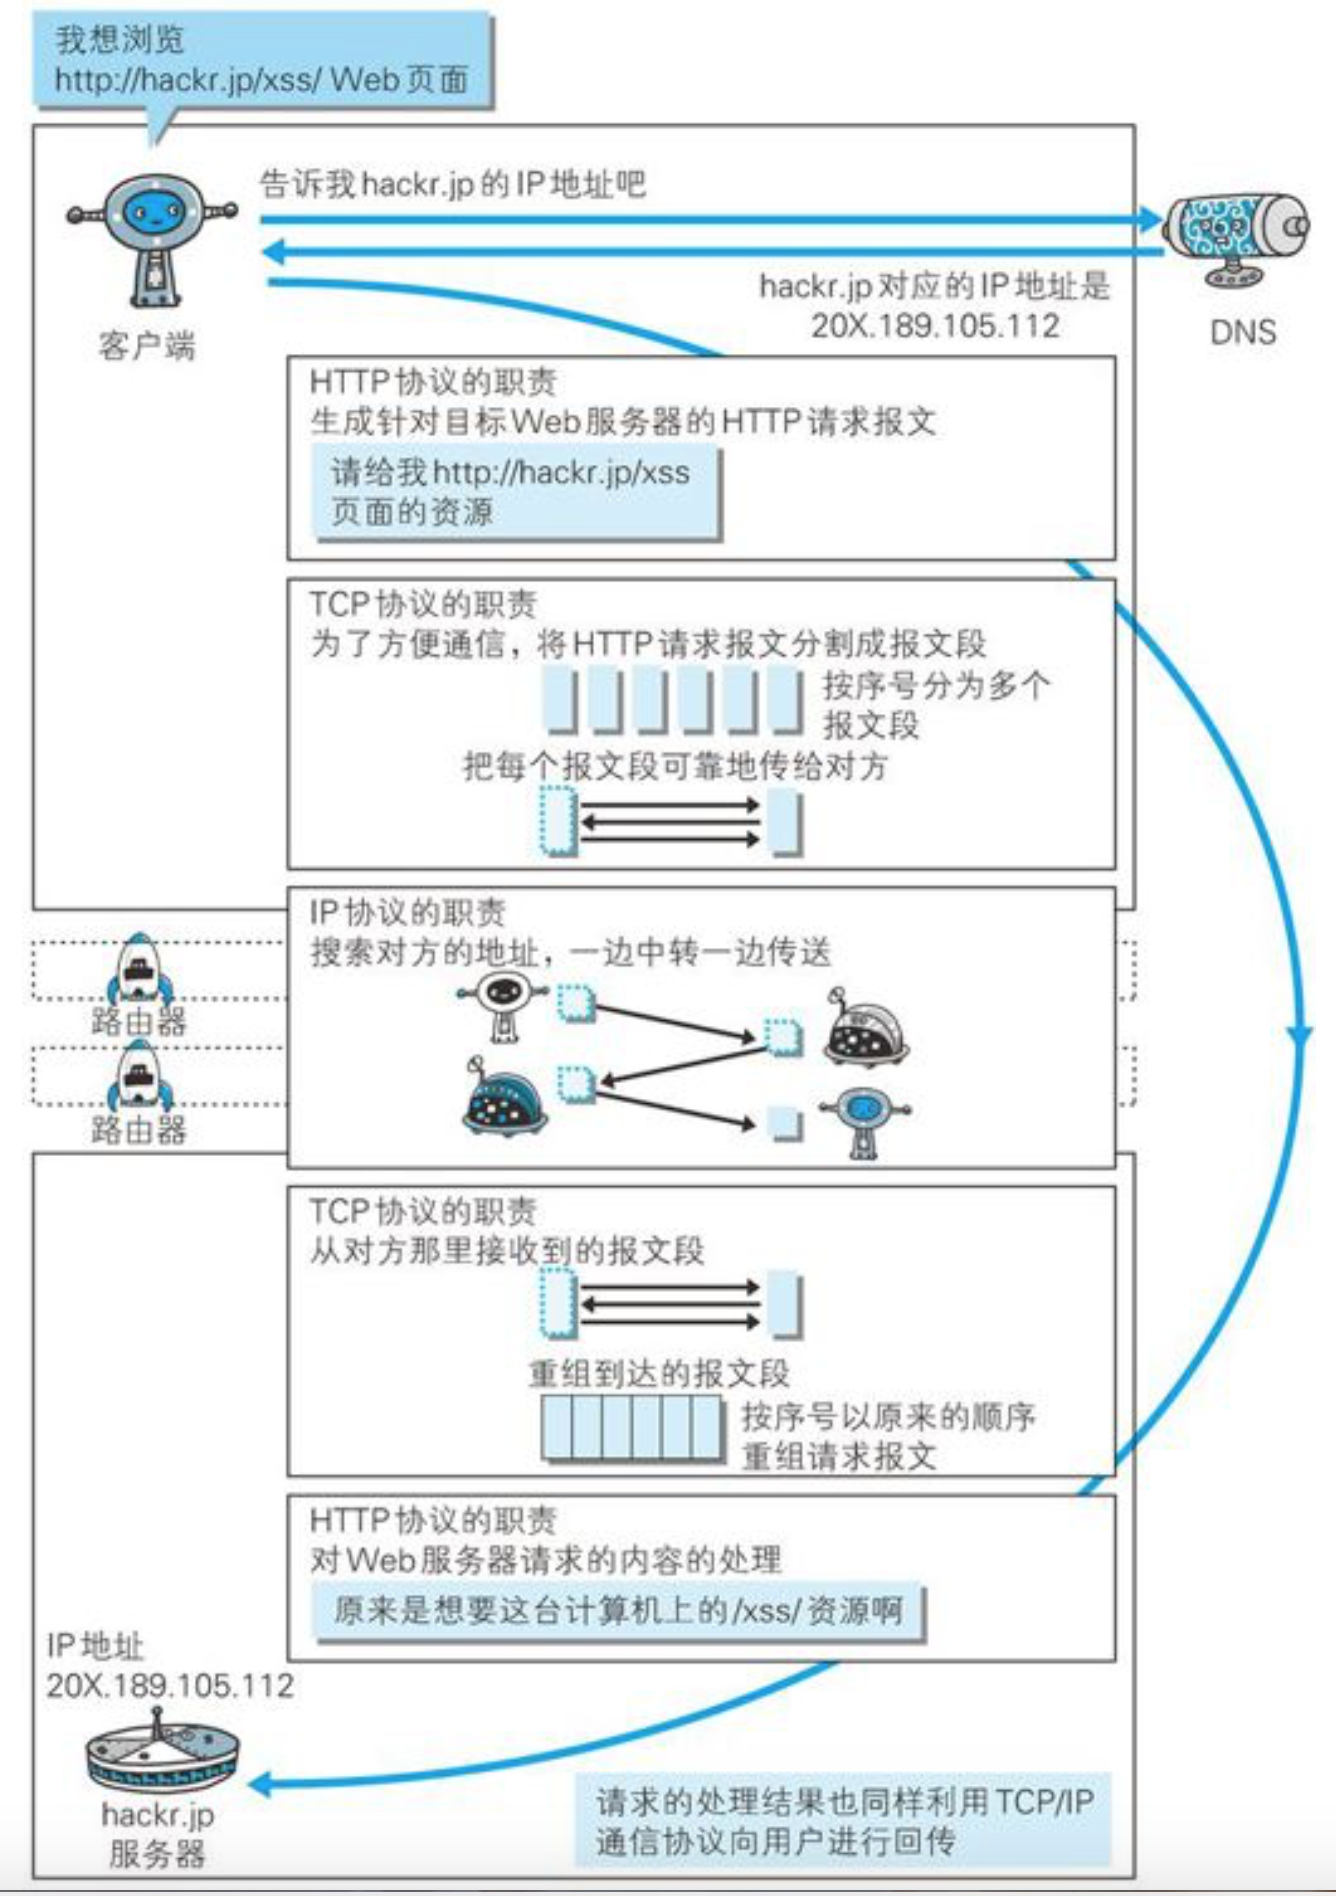 我想浏览
http://hackr.jp/xss/ Web 页面
告诉我hackr.jp的IP地址吧
hackr.jp对应的IP地址是
20X.189.105.112
客户端
DNS
HTTP协议的职责
生成针对目标Web服务器的HTTP请求报文
请给我http://hackr.jp/xss
页面的资源
TCP协议的职责
为了方便通信，将HTTP请求报文分割成报文段
按序号分为多个
报文段
把每个报文段可靠地传给对方
IP协议的职责
搜索对方的地址，一边中转一边传送
路由器
路由器
TCP协议的职责
从对方那里接收到的报文段
重组到达的报文段
按序号以原来的顺序
重组请求报文
HTTP协议的职责
对Web服务器请求的内容的处理
原来是想要这台计算机上的/xss/资源啊
IP地址
20X.189.105.112
hackr.jp
服务器
请求的处理结果也同样利用TCP/IP
通信协议向用户进行回传